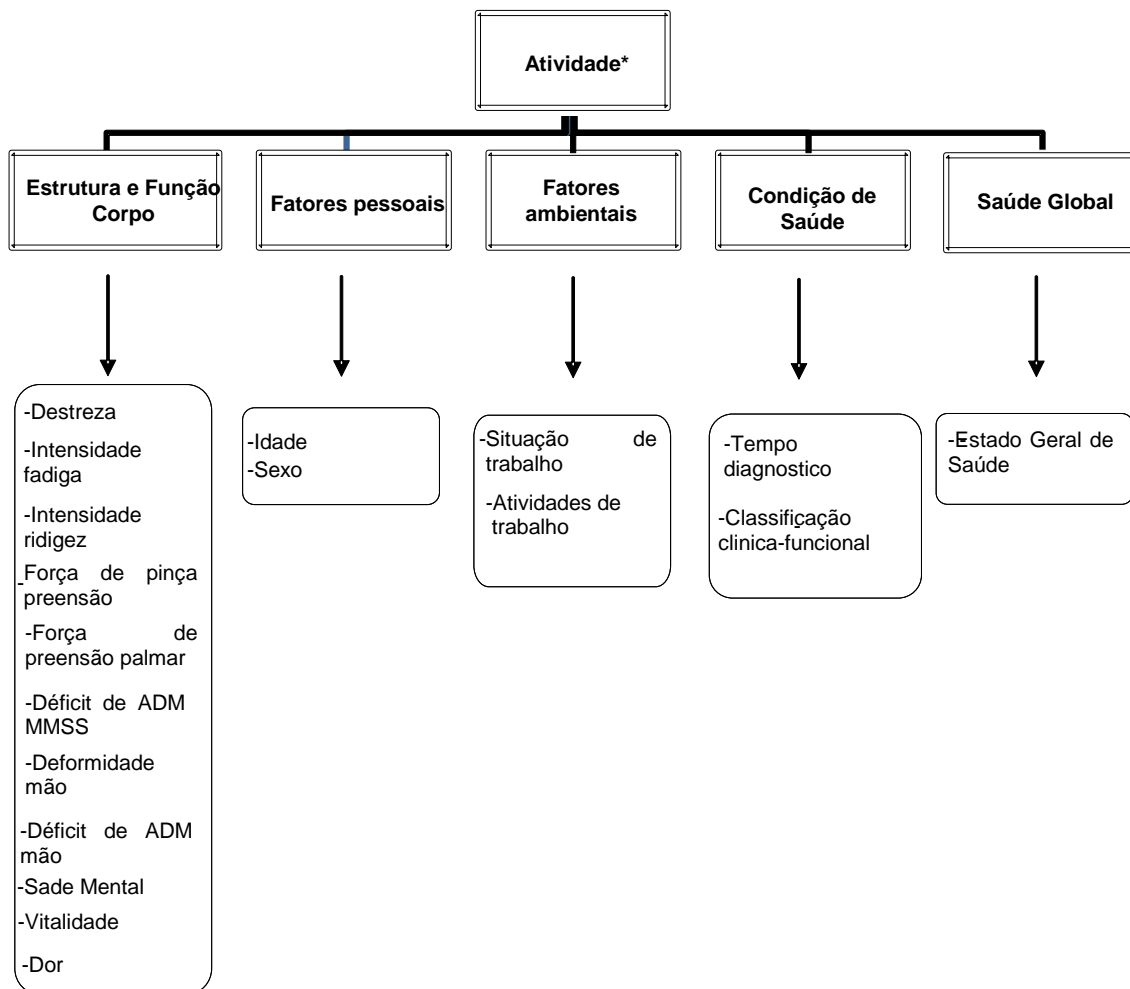 Atividade*
Estrutura e Função
Corpo
Fatores pessoais
Fatores
ambientais
Condição de
Saúde
Saúde Global
-Destreza
-Intensidade
fadiga
-Intensidade
ridigez
-Força de pinça
preensão
-Força de
preensão palmar
-Déficit de ADM
MMSS
-Deformidade
mão
-Déficit de ADM
mão
-Sade Mental
-Vitalidade
-Dor
-Idade
-Sexo
-Situação de
trabalho
-Atividades de
trabalho
-Tempo
diagnostico
-Classificação
clinica-funcional
-Estado Geral de
Saúde